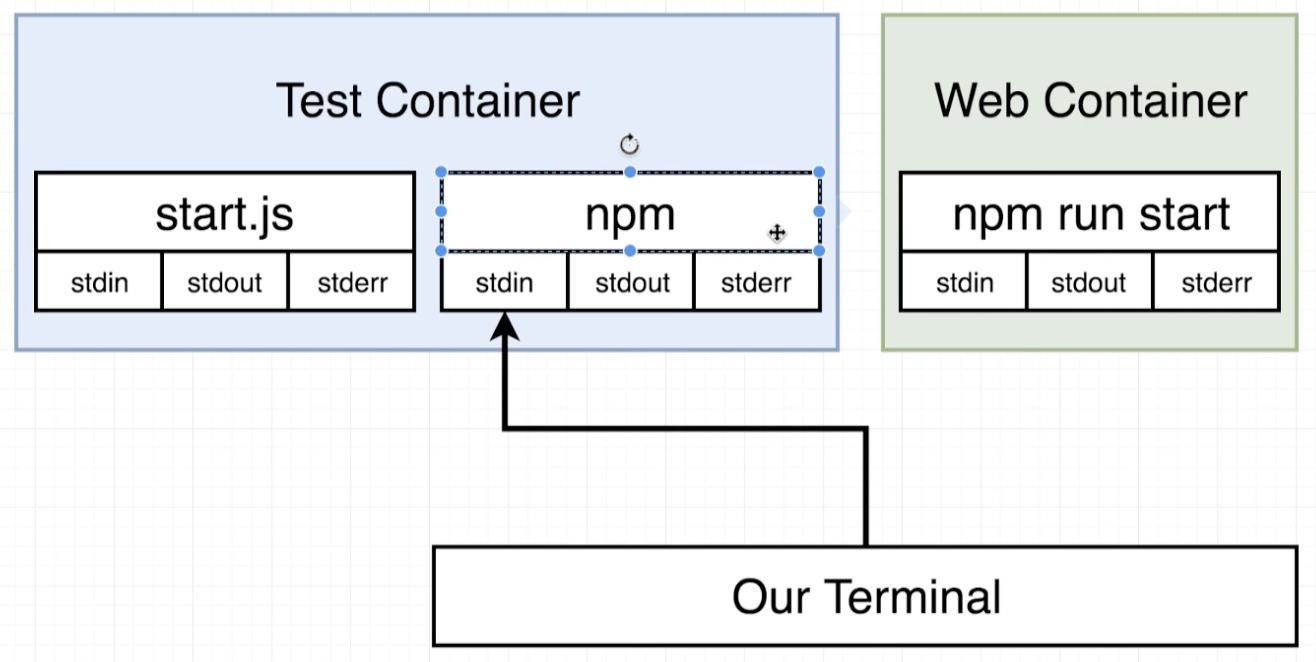 Test Container
Web Container
start.js
npm
npm run start
stdin
stdout
stderr
stdin
stdout
stderr
stdin
stdout
stderr
Our Terminal